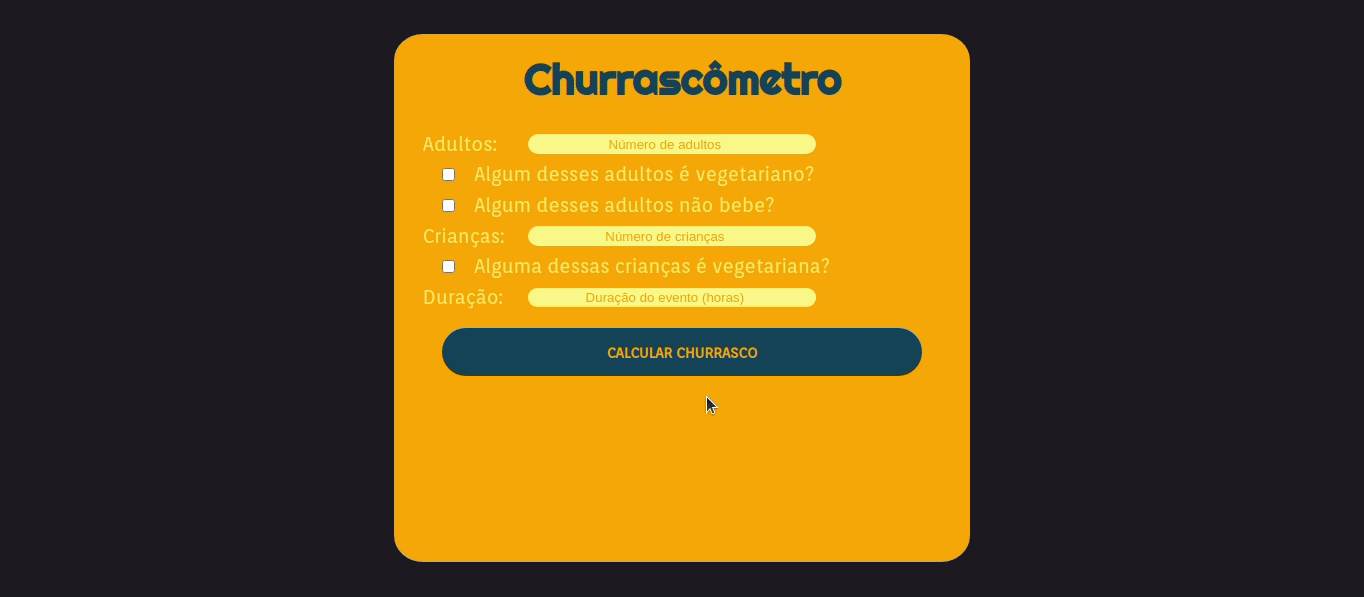 Churrascômetro
Adultos: Número de adultos
Algum desses adultos é vegetariano?
Algum desses adultos não bebe?
Crianças: Número de crianças
Alguma dessas crianças é vegetariana?
Duração: Duração do evento (horas)
CALCULAR CHURRASCO